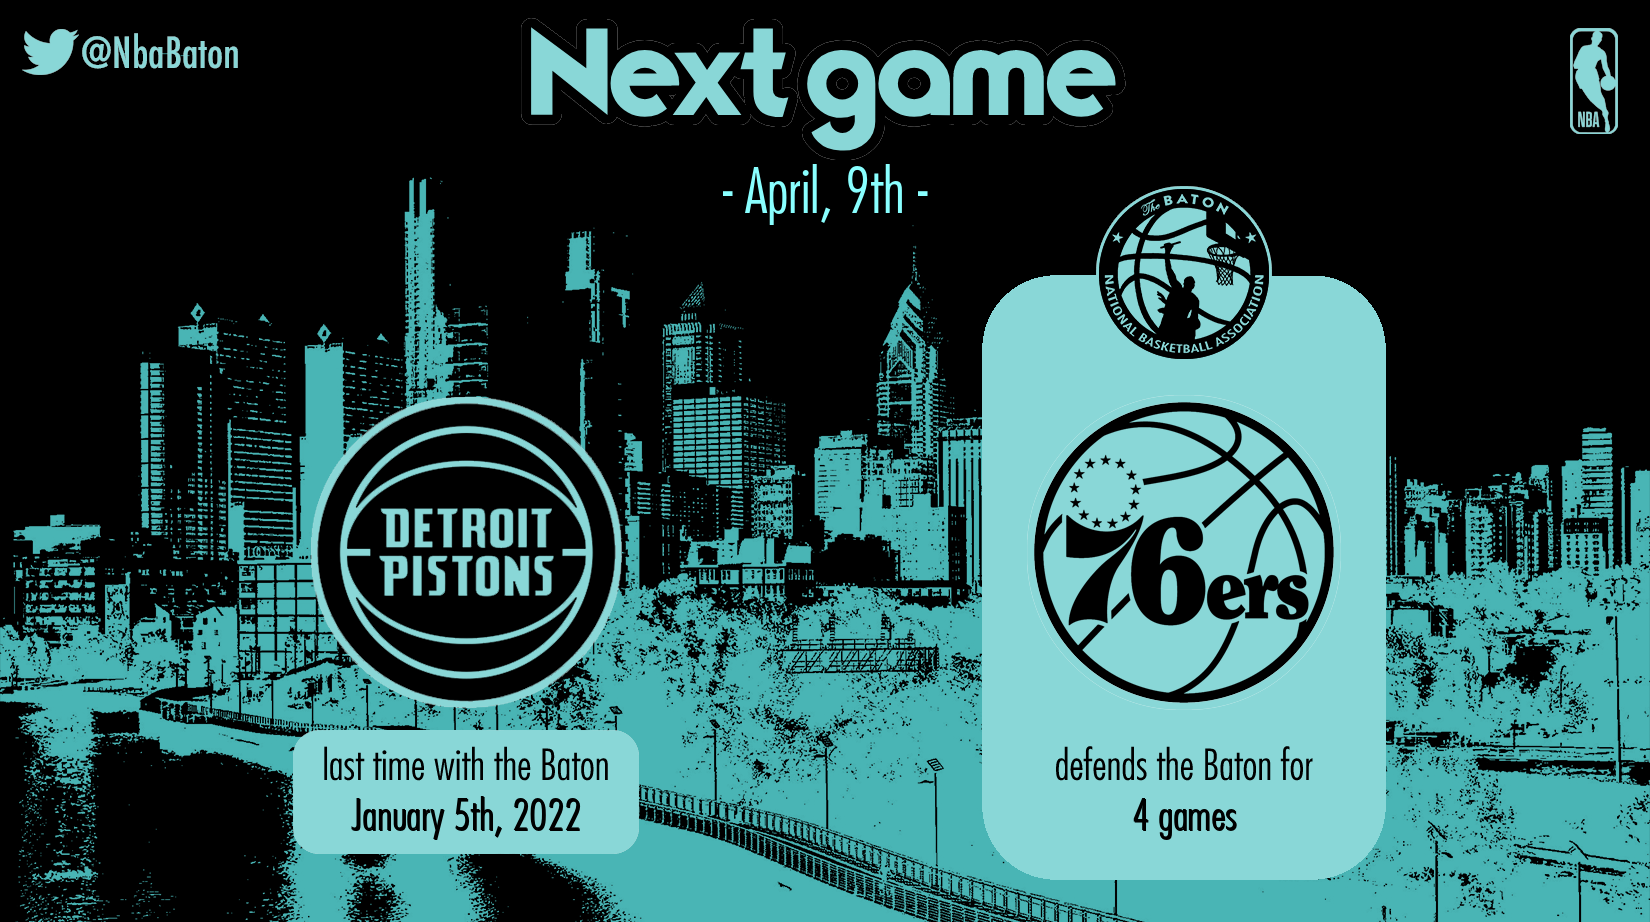 @NbaBaton
Next game
NBA
- April, 9th -
The BATON
NATIONAL BASKETBALL ASSOCIATION
DETROIT
PISTONS
76ers
last time with the Baton
January 5th, 2022
defends the Baton for
4 games